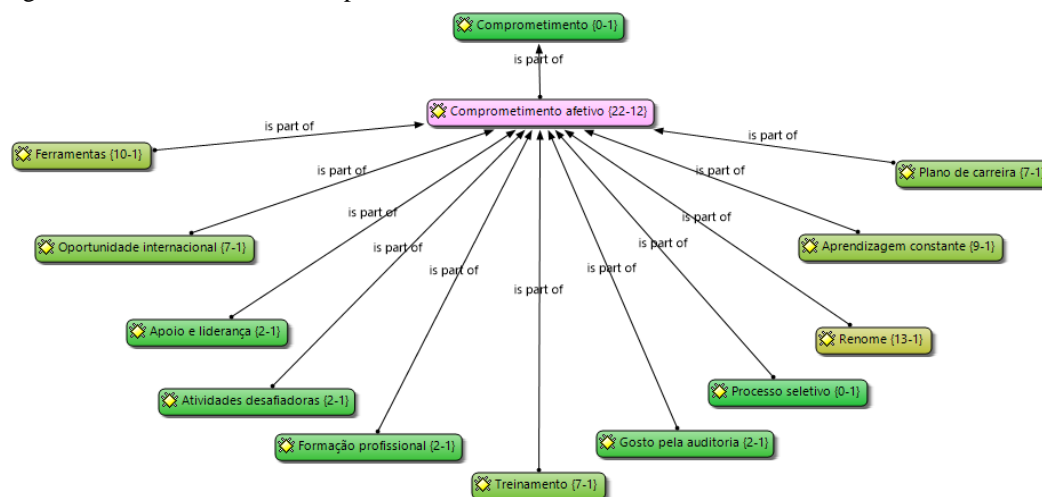 Comprometimento {0-1}
is part of
Comprometimento afetivo {22-12}
is part of
Ferramentas {10-1}
is part of
Plano de carreira {7-1}
is part of
is part of
Oportunidade internacional {7-1}
is part of
Aprendizagem constante {9-1}
is part of
is part of
is part of
is part of
is part of
is part of
Apoio e liderança {2-1}
Renome {13-1}
Processo seletivo {0-1}
Atividades desafiadoras {2-1}
Formação profissional {2-1}
Gosto pela auditoria {2-1}
Treinamento {7-1}